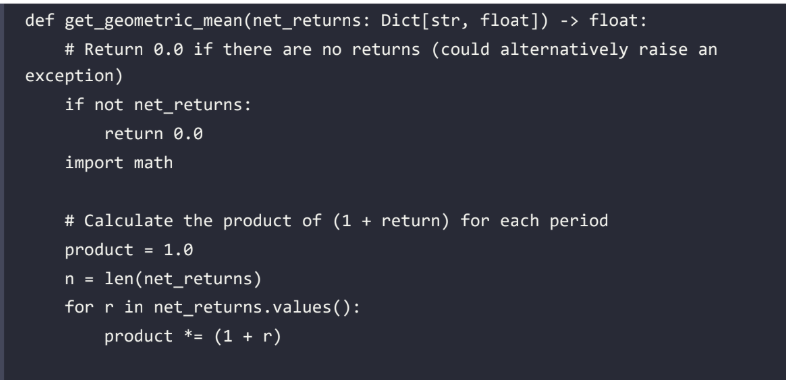 def get_geometric_mean(net_returns: Dict[str, float]) -> float:
    # Return 0.0 if there are no returns (could alternatively raise an
exception)
    if not net_returns:
        return 0.0
    import math

    # Calculate the product of (1 + return) for each period
    product = 1.0
    n = len(net_returns)
    for r in net_returns.values():
        product *= (1 + r)